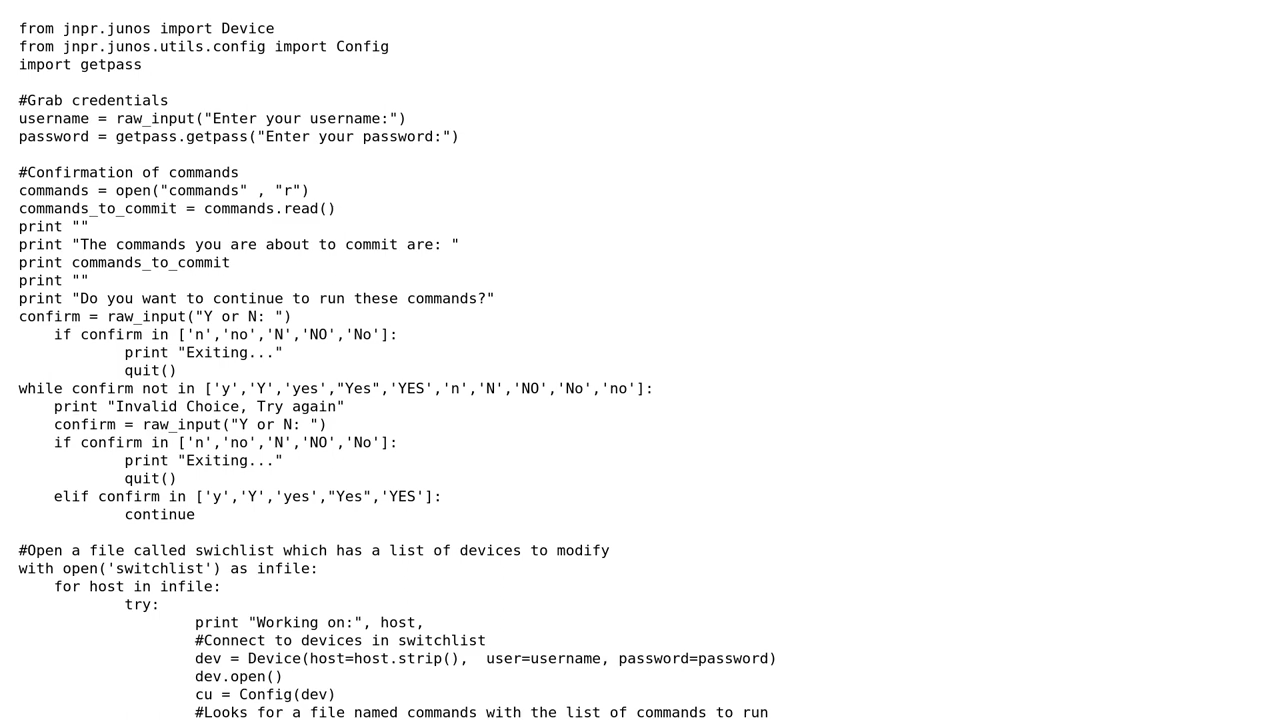 from jnpr.junos import Device
from jnpr.junos.utils.config import Config
import getpass

#Grab credentials
username = raw_input("Enter your username:")
password = getpass.getpass("Enter your password:")

#Confirmation of commands
commands = open("commands" , "r")
commands_to_commit = commands.read()
print ""
print "The commands you are about to commit are: "
print commands_to_commit
print ""
print "Do you want to continue to run these commands?"
confirm = raw_input("Y or N: ")
    if confirm in ['n','no','N','NO','No']:
            print "Exiting..."
            quit()
while confirm not in ['y','Y','yes',"Yes",'YES','n','N','NO','No','no']:
    print "Invalid Choice, Try again"
    confirm = raw_input("Y or N: ")
    if confirm in ['n','no','N','NO','No']:
            print "Exiting..."
            quit()
    elif confirm in ['y','Y','yes',"Yes",'YES']:
            continue

#Open a file called swichlist which has a list of devices to modify
with open('switchlist') as infile:
    for host in infile:
            try:
                    print "Working on:", host,
                    #Connect to devices in switchlist
                    dev = Device(host=host.strip(),  user=username, password=password)
                    dev.open()
                    cu = Config(dev)
                    #Looks for a file named commands with the list of commands to run